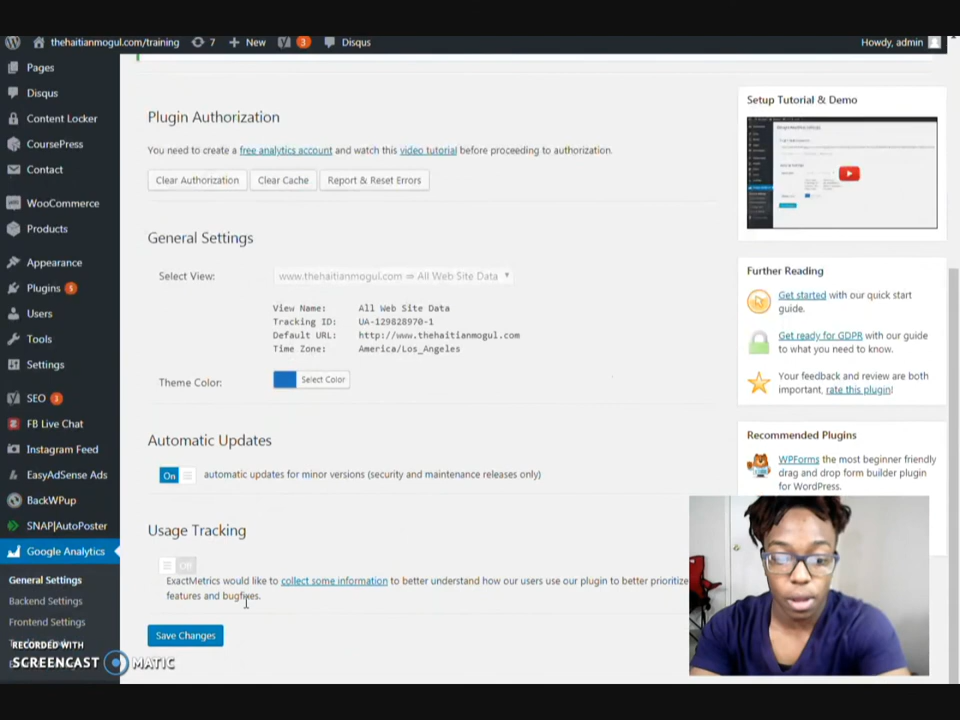 thehaitianmogul.com/training 7 New 3 Disqus Howdy, admin
Pages
Disqus
Content Locker
CoursePress
Contact
WooCommerce
Products
Appearance
Plugins 5
Users
Tools
Settings
SEO 3
FB Live Chat
Instagram Feed
EasyAdSense Ads
BackWPup
SNAP|AutoPoster
Google Analytics
General Settings
Backend Settings
Frontend Settings
RECORDED WITH
SCREENCAST MATIC
Plugin Authorization
You need to create a free analytics account and watch this video tutorial before proceeding to authorization.
Clear Authorization Clear Cache Report & Reset Errors
General Settings
Select View: www.thehaitianmogul.com ⇒ All Web Site Data
View Name: All Web Site Data
Tracking ID: UA-129828970-1
Default URL: http://www.thehaitianmogul.com
Time Zone: America/Los_Angeles
Theme Color: Select Color
Automatic Updates
On automatic updates for minor versions (security and maintenance releases only)
Usage Tracking
Off
ExactMetrics would like to collect some information to better understand how our users use our plugin to better prioritize
features and bugfixes.
Save Changes
Setup Tutorial & Demo
Further Reading
Get started with our quick start
guide.
Get ready for GDPR with our guide
to what you need to know.
Your feedback and review are both
important, rate this plugin!
Recommended Plugins
WPForms the most beginner friendly
drag and drop form builder plugin
for WordPress.